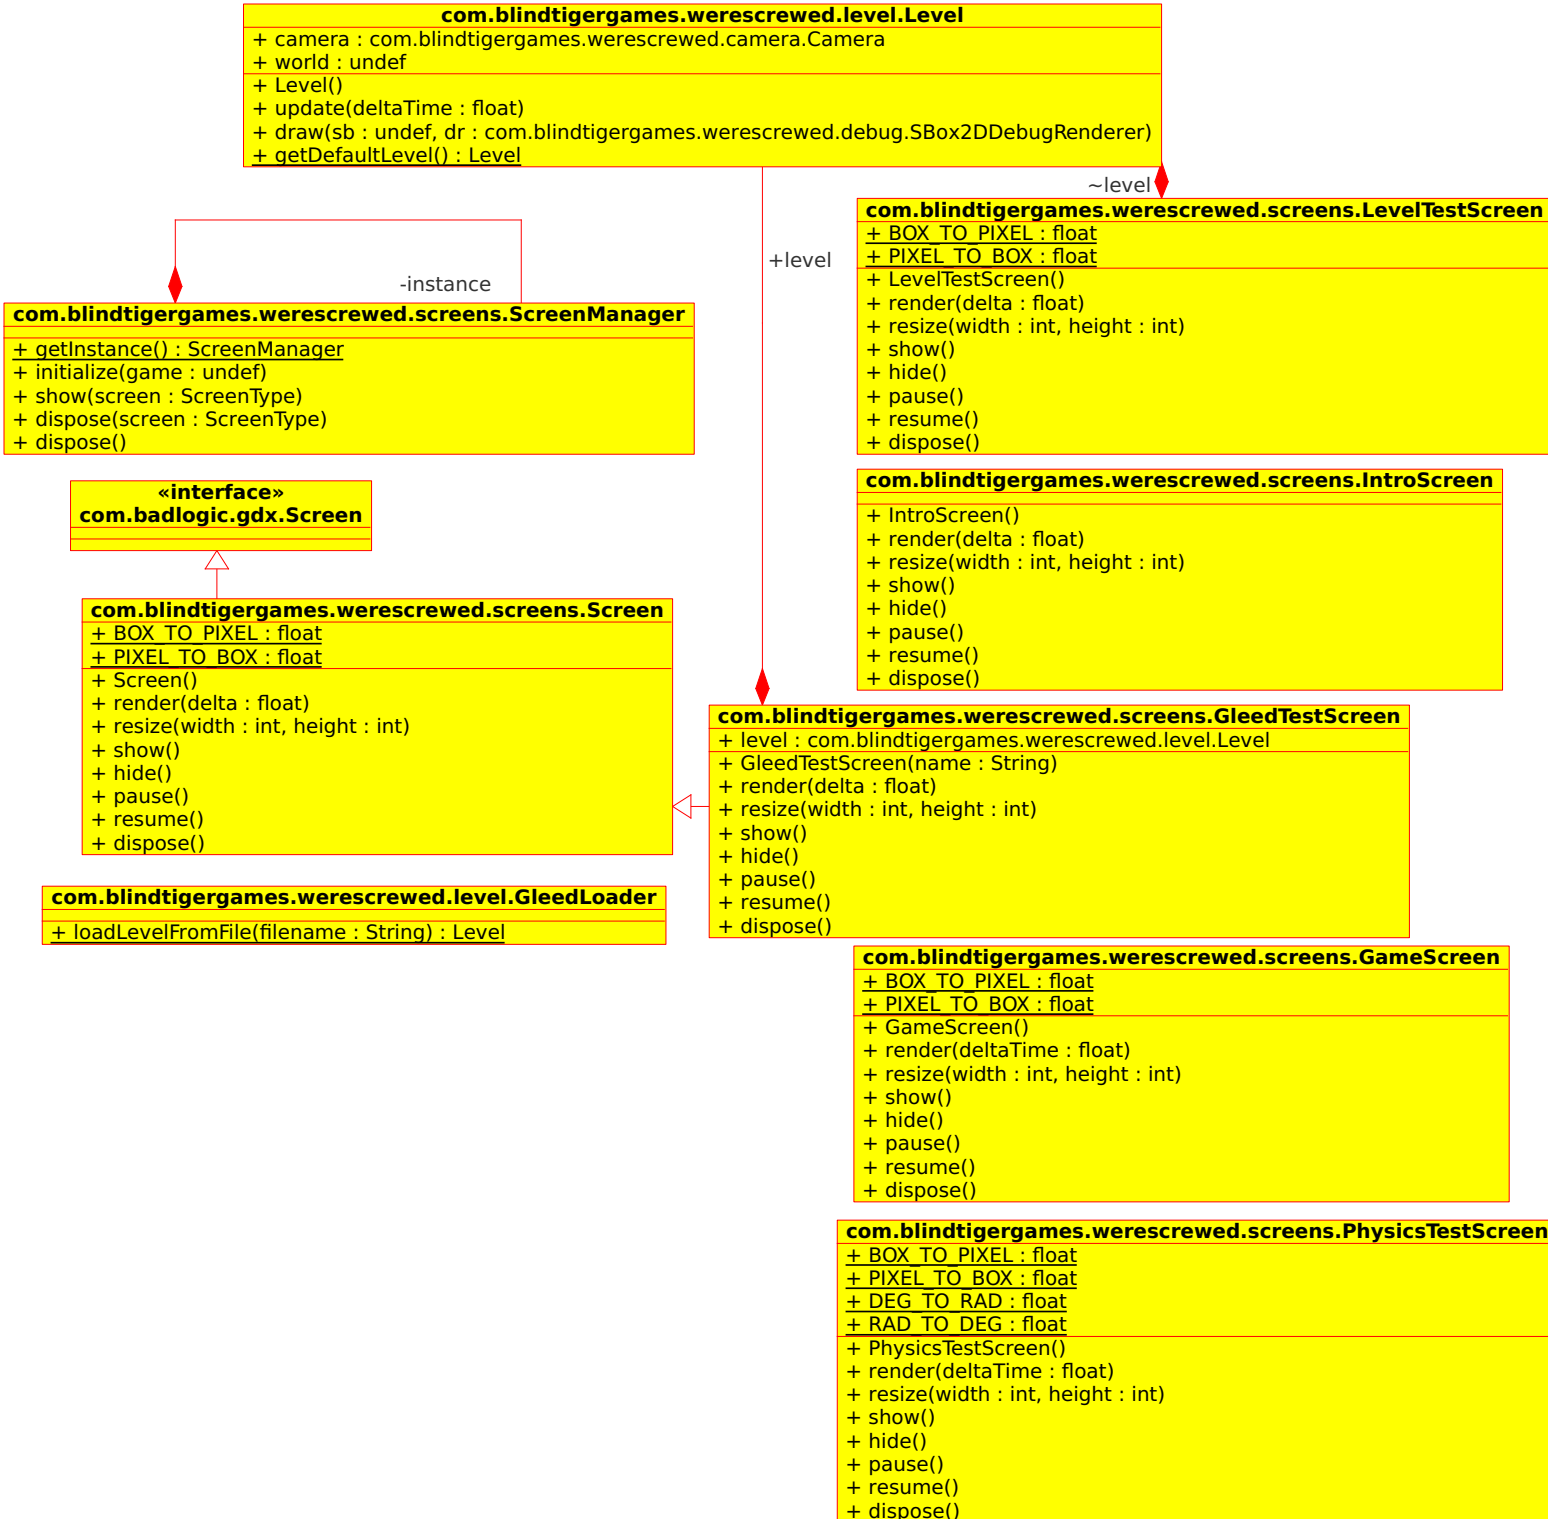 com.blindtigergames.werescrewed.level.Level
+ camera : com.blindtigergames.werescrewed.camera.Camera
+ world : undef
+ Level()
+ update(deltaTime : float)
+ draw(sb : undef, dr : com.blindtigergames.werescrewed.debug.SBox2DDebugRenderer)
+ getDefaultLevel() : Level
~level
+level
-instance
com.blindtigergames.werescrewed.screens.LevelTestScreen
+ BOX_TO_PIXEL : float
+ PIXEL_TO_BOX : float
+ LevelTestScreen()
+ render(delta : float)
+ resize(width : int, height : int)
+ show()
+ hide()
+ pause()
+ resume()
+ dispose()
com.blindtigergames.werescrewed.screens.ScreenManager
+ getInstance() : ScreenManager
+ initialize(game : undef)
+ show(screen : ScreenType)
+ dispose(screen : ScreenType)
+ dispose()
«interface»
com.badlogic.gdx.Screen
com.blindtigergames.werescrewed.screens.IntroScreen
+ IntroScreen()
+ render(delta : float)
+ resize(width : int, height : int)
+ show()
+ hide()
+ pause()
+ resume()
+ dispose()
com.blindtigergames.werescrewed.screens.Screen
+ BOX_TO_PIXEL : float
+ PIXEL_TO_BOX : float
+ Screen()
+ render(delta : float)
+ resize(width : int, height : int)
+ show()
+ hide()
+ pause()
+ resume()
+ dispose()
com.blindtigergames.werescrewed.screens.GleedTestScreen
+ level : com.blindtigergames.werescrewed.level.Level
+ GleedTestScreen(name : String)
+ render(delta : float)
+ resize(width : int, height : int)
+ show()
+ hide()
+ pause()
+ resume()
+ dispose()
com.blindtigergames.werescrewed.level.GleedLoader
+ loadLevelFromFile(filename : String) : Level
com.blindtigergames.werescrewed.screens.GameScreen
+ BOX_TO_PIXEL : float
+ PIXEL_TO_BOX : float
+ GameScreen()
+ render(deltaTime : float)
+ resize(width : int, height : int)
+ show()
+ hide()
+ pause()
+ resume()
+ dispose()
com.blindtigergames.werescrewed.screens.PhysicsTestScreen
+ BOX_TO_PIXEL : float
+ PIXEL_TO_BOX : float
+ DEG_TO_RAD : float
+ RAD_TO_DEG : float
+ PhysicsTestScreen()
+ render(deltaTime : float)
+ resize(width : int, height : int)
+ show()
+ hide()
+ pause()
+ resume()
+ dispose()